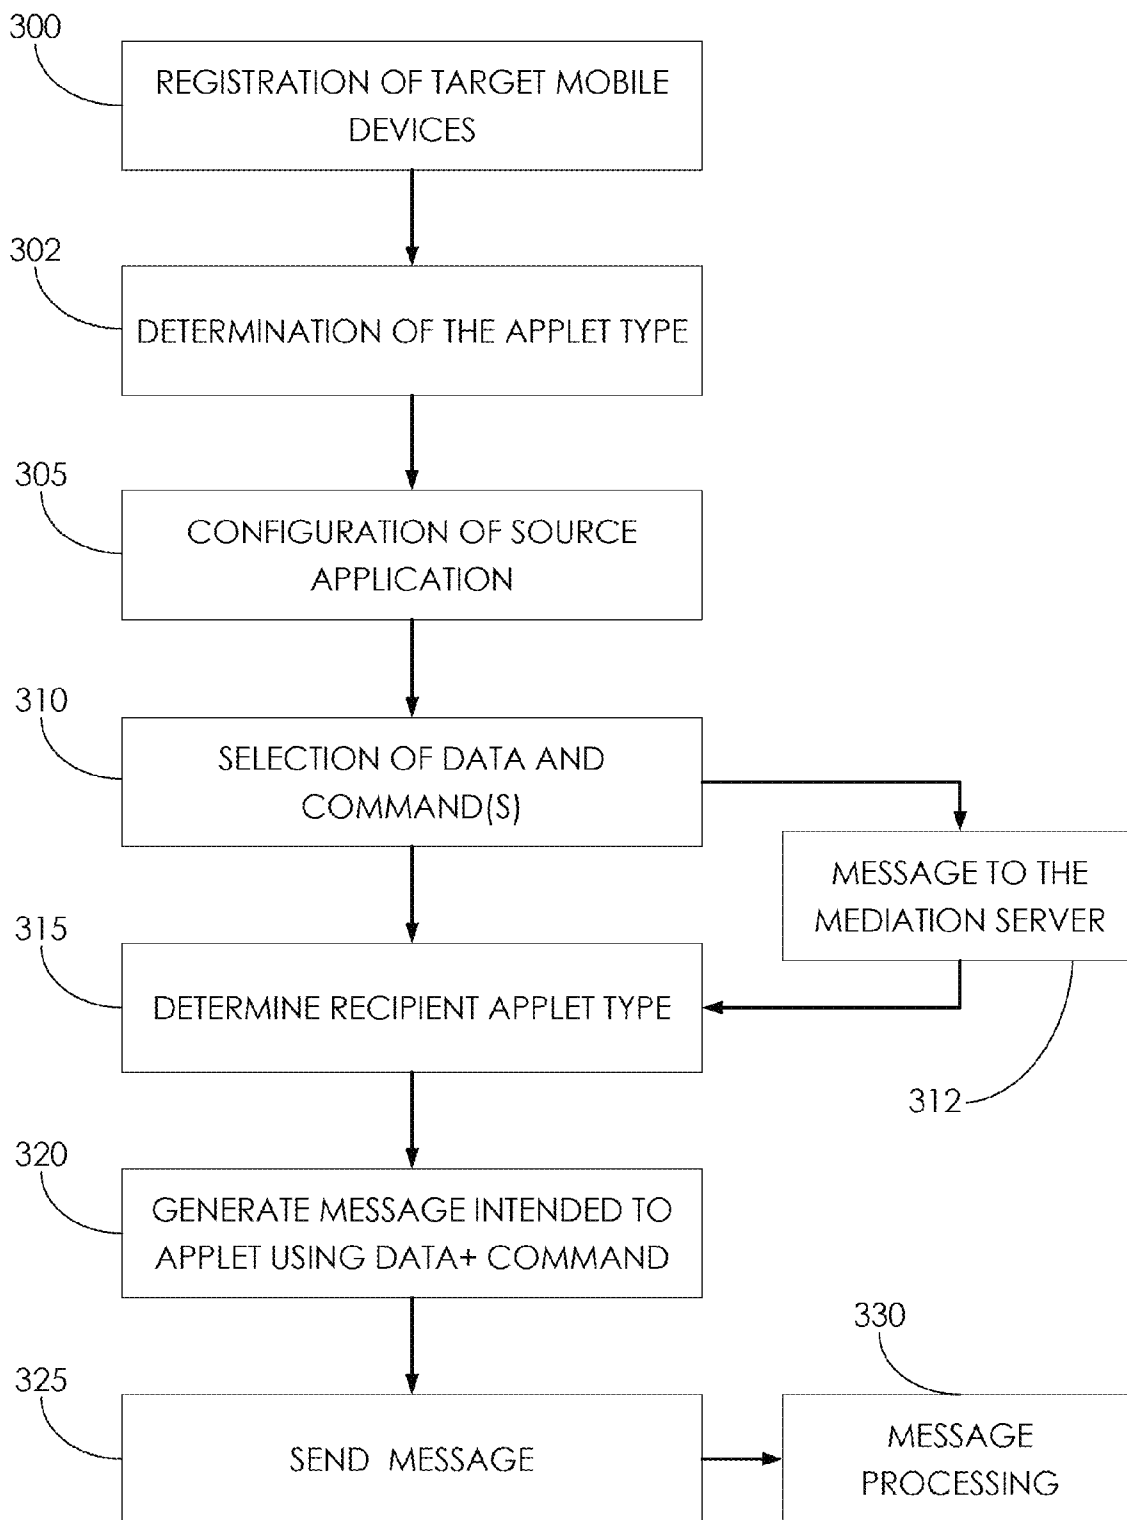 300
REGISTRATION OF TARGET MOBILE
DEVICES
302
DETERMINATION OF THE APPLET TYPE
305
CONFIGURATION OF SOURCE
APPLICATION
310
SELECTION OF DATA AND
COMMAND(S)
MESSAGE TO THE
MEDIATION SERVER
312
315
DETERMINE RECIPIENT APPLET TYPE
320
GENERATE MESSAGE INTENDED TO
APPLET USING DATA+ COMMAND
325
SEND MESSAGE
330
MESSAGE
PROCESSING